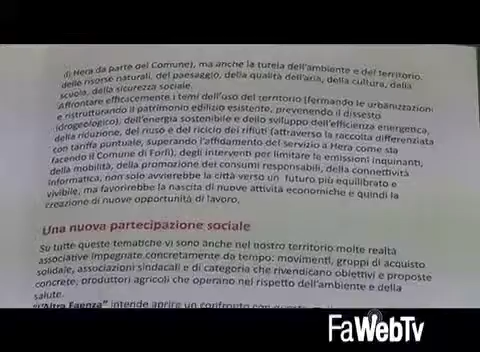 (i) Hera da parte del Comune), ma anche la tutela dell'ambiente e del territorio,
delle risorse naturali, del paesaggio, della qualità dell'aria, della cultura, della
scuola, della sicurezza sociale.
Affrontare efficacemente i temi dell'uso del territorio (fermando le urbanizzazioni
e ristrutturando il patrimonio edilizio esistente, prevenendo il dissesto
idrogeologico), dell'energia sostenibile e dello sviluppo dell'efficienza energetica,
della riduzione, del riuso e del riciclo dei rifiuti (attraverso la raccolta differenziata
con tariffa puntuale, superando l'affidamento del servizio a Hera come sta
facendo il Comune di Forlì), degli interventi per limitare le emissioni inquinanti,
della mobilità, della promozione dei consumi responsabili, della connettività
informatica, non solo avvierebbe la città verso un futuro più equilibrato e
vivibile, ma favorirebbe la nascita di nuove attività economiche e quindi la
creazione di nuove opportunità di lavoro.
Una nuova partecipazione sociale
Su tutte queste tematiche vi sono anche nel nostro territorio molte realtà
associative impegnate concretamente da tempo: movimenti, gruppi di acquisto
solidale, associazioni sindacali e di categoria che rivendicano obiettivi e proposte
concrete, produttori agricoli che operano nel rispetto dell'ambiente e della
salute.
"L'Altra Faenza" intende aprire un confronto con
FaWebTv